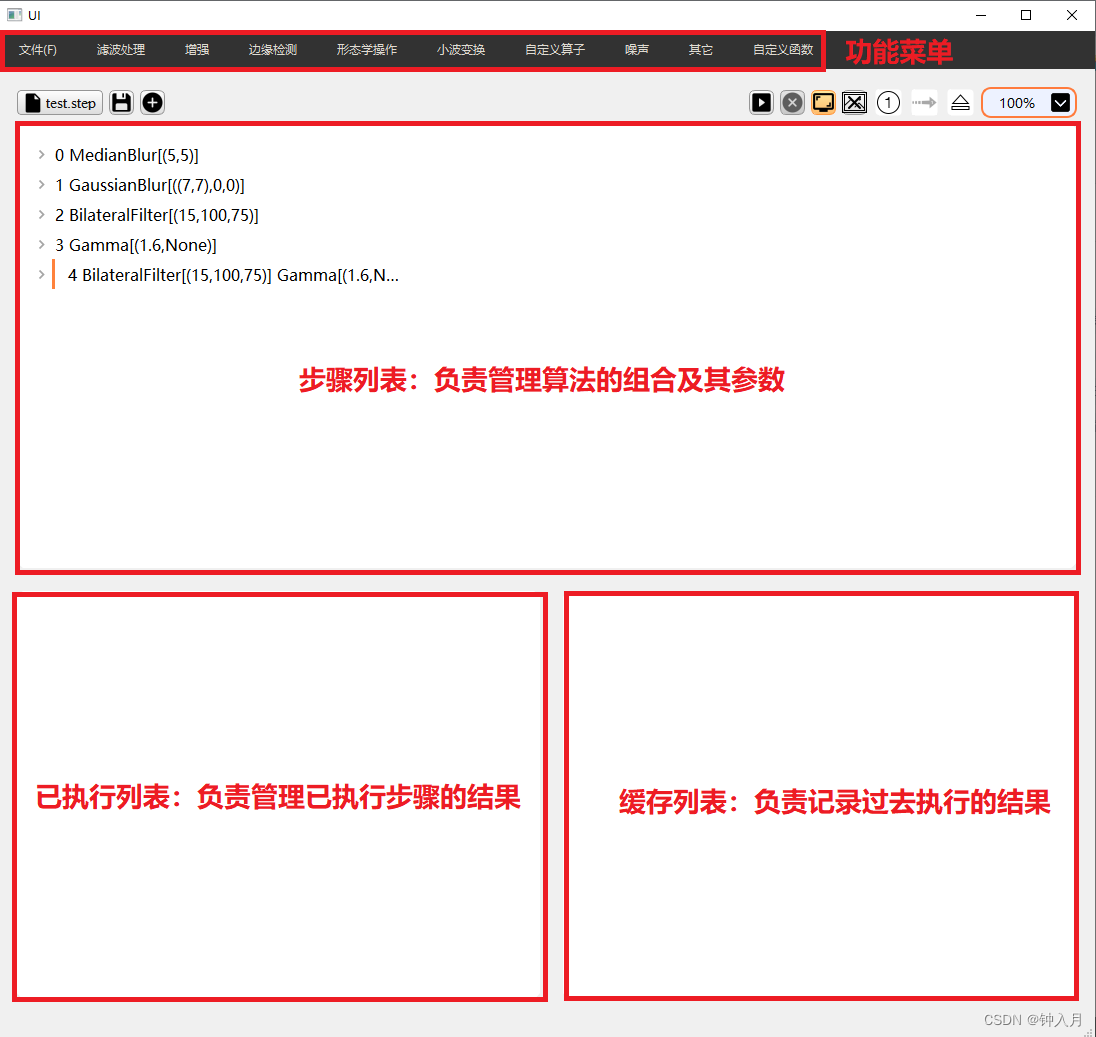 UI
文件(F) 滤波处理 增强 边缘检测 形态学操作 小波变换 自定义算子 噪声 其它 自定义函数 功能菜单
test.step 1 100%
0 MedianBlur[(5,5)]
1 GaussianBlur[((7,7),0,0)]
2 BilateralFilter[(15,100,75)]
3 Gamma[(1.6,None)]
4 BilateralFilter[(15,100,75)] Gamma[(1.6,N...
步骤列表：负责管理算法的组合及其参数
已执行列表：负责管理已执行步骤的结果
缓存列表：负责记录过去执行的结果
CSDN @钟入月